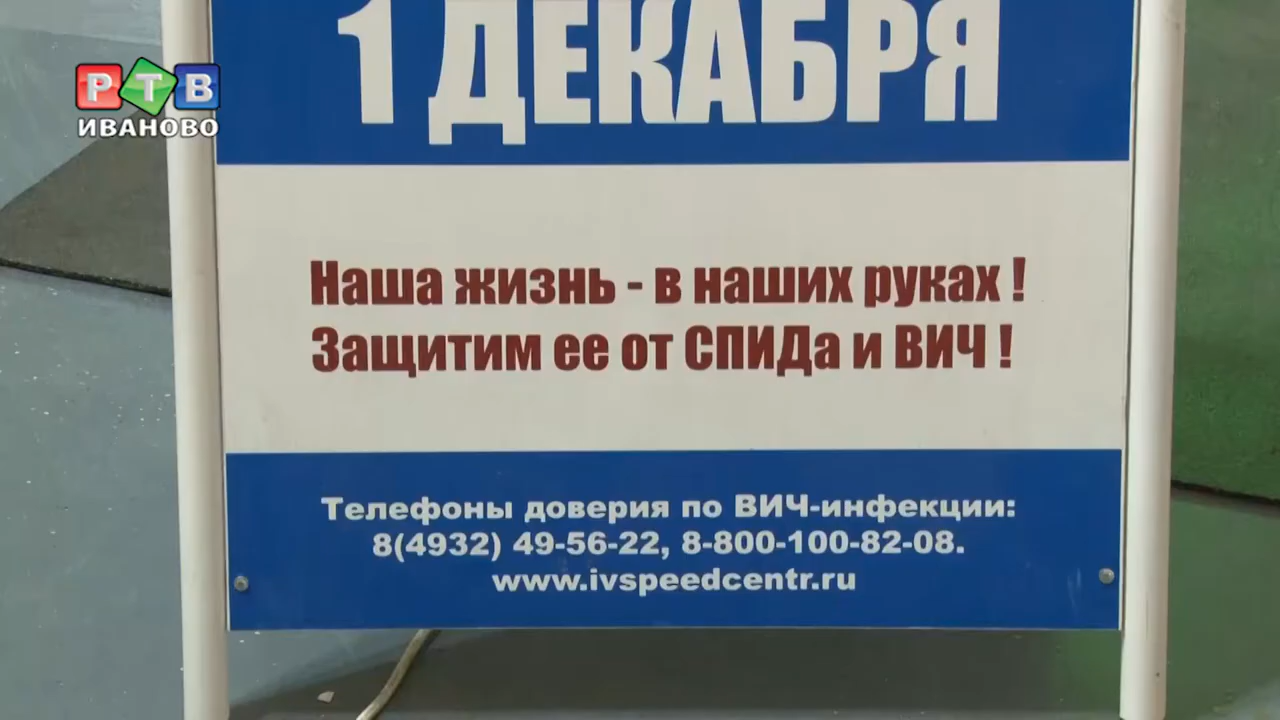 1 ДЕКАБРЯ
РТВ
ИВАНОВО
Наша жизнь - в наших руках !
Защитим ее от СПИДа и ВИЧ !
Телефоны доверия по ВИЧ-инфекции:
8(4932) 49-56-22, 8-800-100-82-08.
www.ivspeedcentr.ru